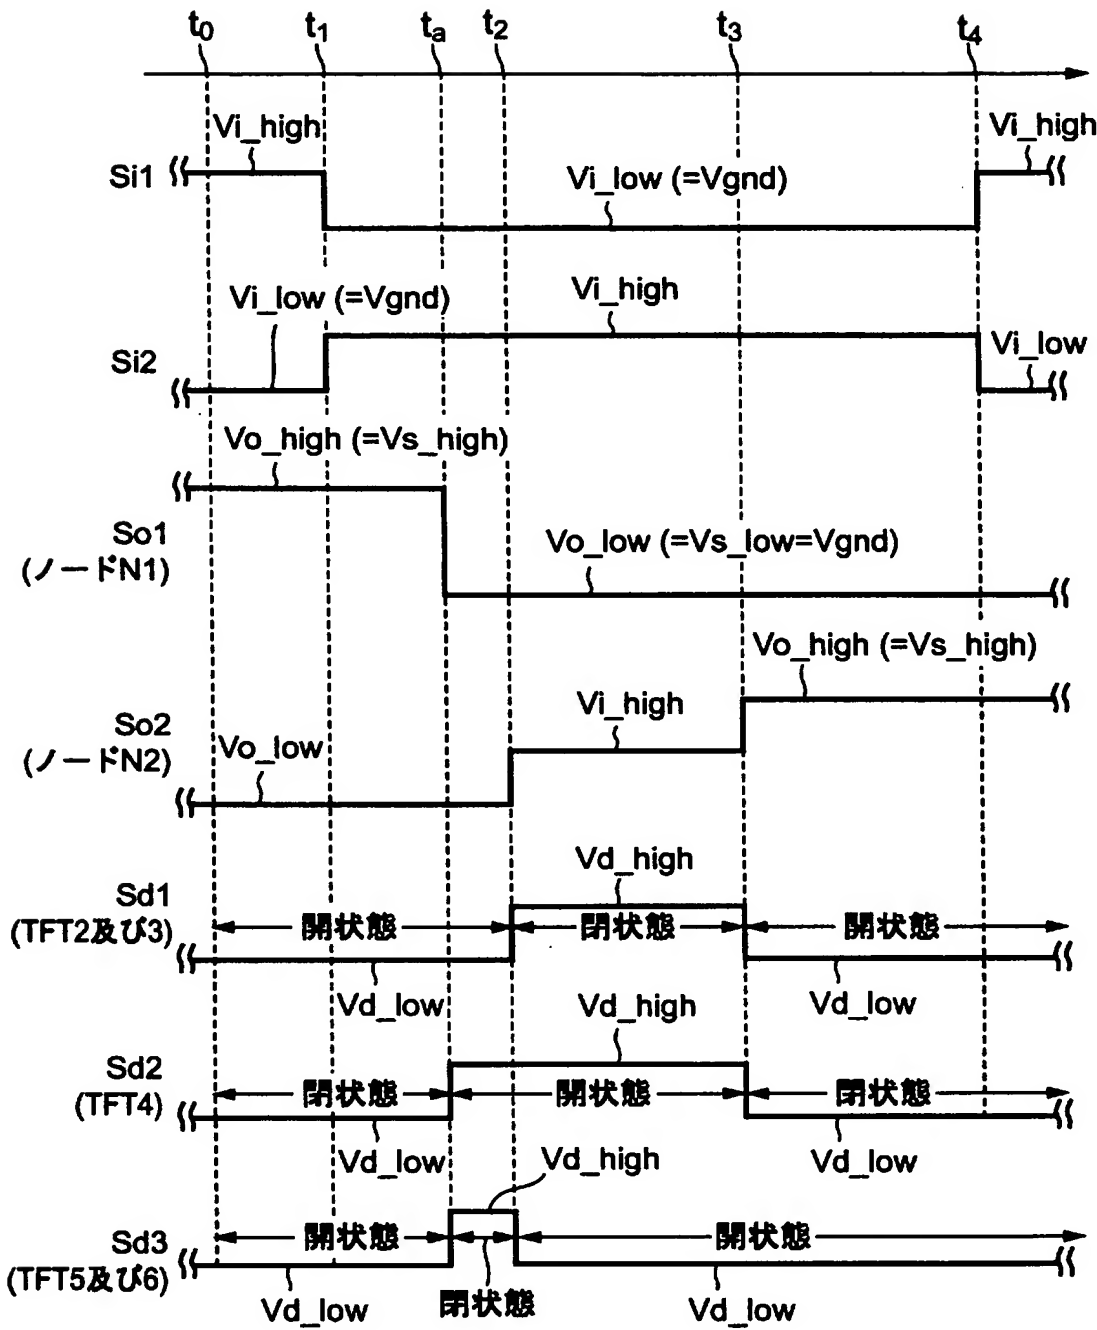 t0 t1 ta t2 t3 t4
Vi_high
Vi_high
Si1
Vi_low (=Vgnd)
Vi_low (=Vgnd)
Vi_high
Si2
Vi_low
Vo_high (=Vs_high)
So1
(ノードN1)
Vo_low (=Vs_low=Vgnd)
Vo_high (=Vs_high)
So2
(ノードN2)
Vi_high
Vo_low
Vd_high
Sd1
(TFT2及び3)
開状態 閉状態 開状態
Vd_low
Vd_low
Vd_high
Sd2
(TFT4)
閉状態 開状態 閉状態
Vd_low
Vd_low
Vd_high
Sd3
(TFT5及び6)
開状態
開状態
閉状態
Vd_low
Vd_low